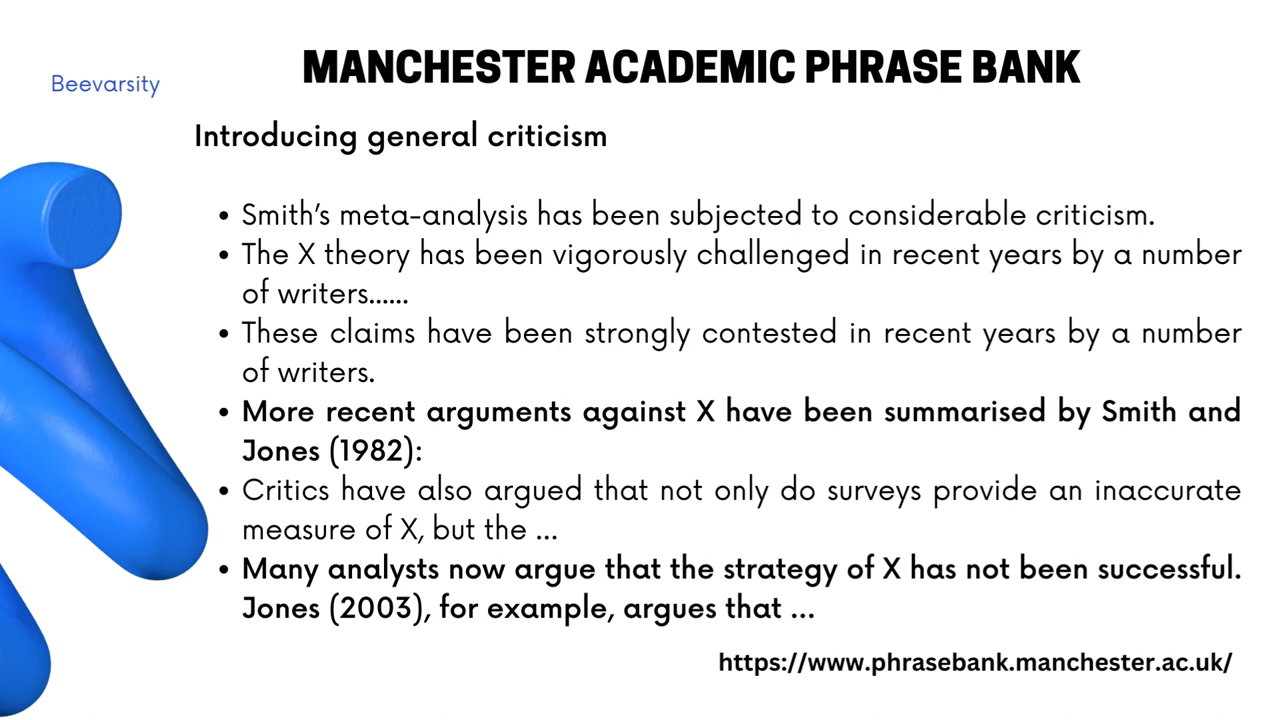 MANCHESTER ACADEMIC PHRASE BANK
Beevarsity
Introducing general criticism
• Smith's meta-analysis has been subjected to considerable criticism.
• The X theory has been vigorously challenged in recent years by a number
of writers......
• These claims have been strongly contested in recent years by a number
of writers.
• More recent arguments against X have been summarised by Smith and
Jones (1982):
• Critics have also argued that not only do surveys provide an inaccurate
measure of X, but the ...
• Many analysts now argue that the strategy of X has not been successful.
Jones (2003), for example, argues that ...
https://www.phrasebank.manchester.ac.uk/